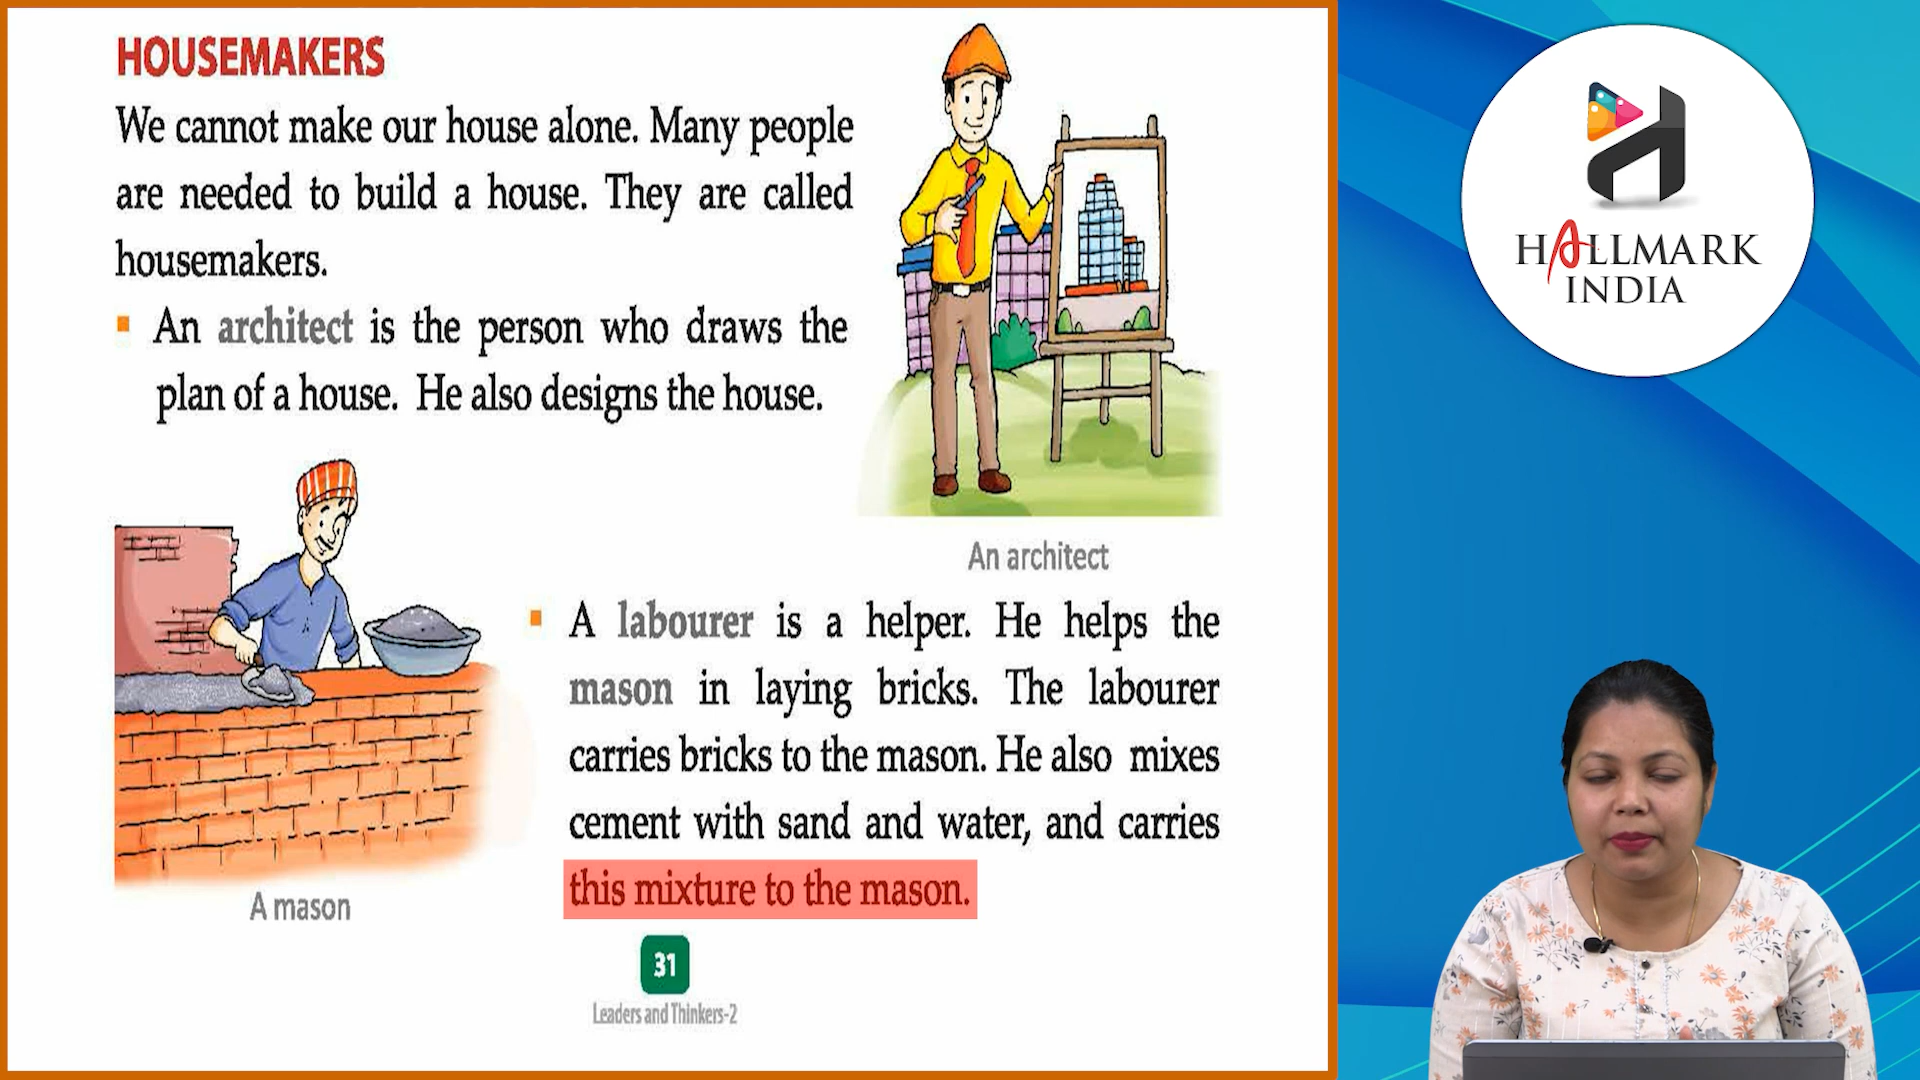 HOUSEMAKERS
We cannot make our house alone. Many people
are needed to build a house. They are called
housemakers.
An architect is the person who draws the
plan of a house. He also designs the house.
An architect
A mason
A labourer is a helper. He helps the
mason in laying bricks. The labourer
carries bricks to the mason. He also mixes
cement with sand and water, and carries
this mixture to the mason.
31
Leaders and Thinkers-2
HALLMARK
INDIA